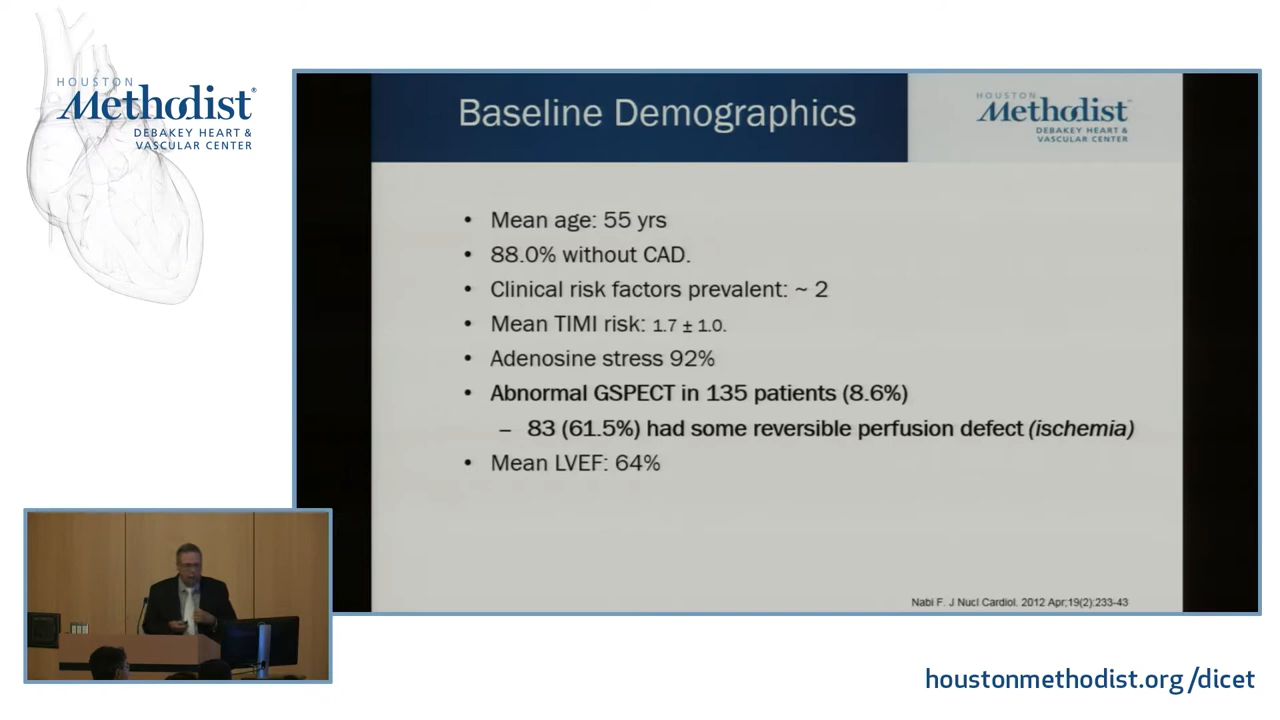 HOUSTON
Methodist®
DEBAKEY HEART &
VASCULAR CENTER
Baseline Demographics
HOUSTON
Methodist
DEBAKEY HEART &
VASCULAR CENTER
• Mean age: 55 yrs
• 88.0% without CAD.
• Clinical risk factors prevalent: ~ 2
• Mean TIMI risk: 1.7 ± 1.0.
• Adenosine stress 92%
• Abnormal GSPECT in 135 patients (8.6%)
– 83 (61.5%) had some reversible perfusion defect (ischemia)
• Mean LVEF: 64%
Nabi F. J Nucl Cardiol. 2012 Apr;19(2):233-43
houstonmethodist.org/dicet